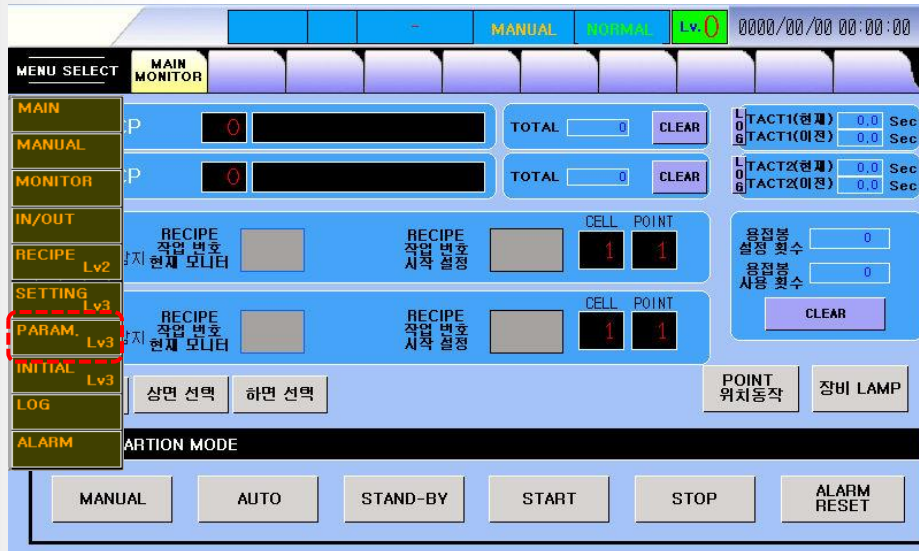 - MANUAL NORMAL Lv. 0 0000/00/00 00:00:00
MENU SELECT MAIN MONITOR
MAIN
MANUAL
MONITOR
IN/OUT
RECIPE Lv2
SETTING Lv3
PARAM. Lv3
INITIAL Lv3
LOG
ALARM
CP 0 TOTAL 0 CLEAR
LOG TACT1(현재) 0.0 Sec
TACT1(이전) 0.0 Sec
CP 0 TOTAL 0 CLEAR
LOG TACT2(현재) 0.0 Sec
TACT2(이전) 0.0 Sec
RECIPE
작업 번호
현재 모니터
RECIPE
작업 번호
시작 설정
CELL POINT
1 1
RECIPE
작업 번호
현재 모니터
RECIPE
작업 번호
시작 설정
CELL POINT
1 1
용접봉
설정 횟수 0
용접봉
사용 횟수 0
CLEAR
상면 선택 하면 선택
POINT
위치동작
장비 LAMP
ARTION MODE
MANUAL AUTO STAND-BY START STOP ALARM RESET